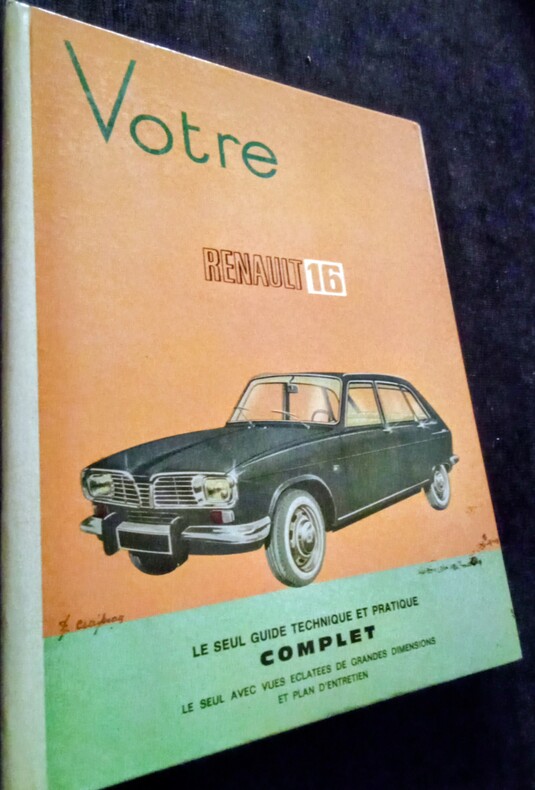 Votre
RENAULT 16
LE SEUL GUIDE TECHNIQUE ET PRATIQUE
COMPLET
LE SEUL AVEC VUES ECLATEES DE GRANDES DIMENSIONS
ET PLAN D'ENTRETIEN